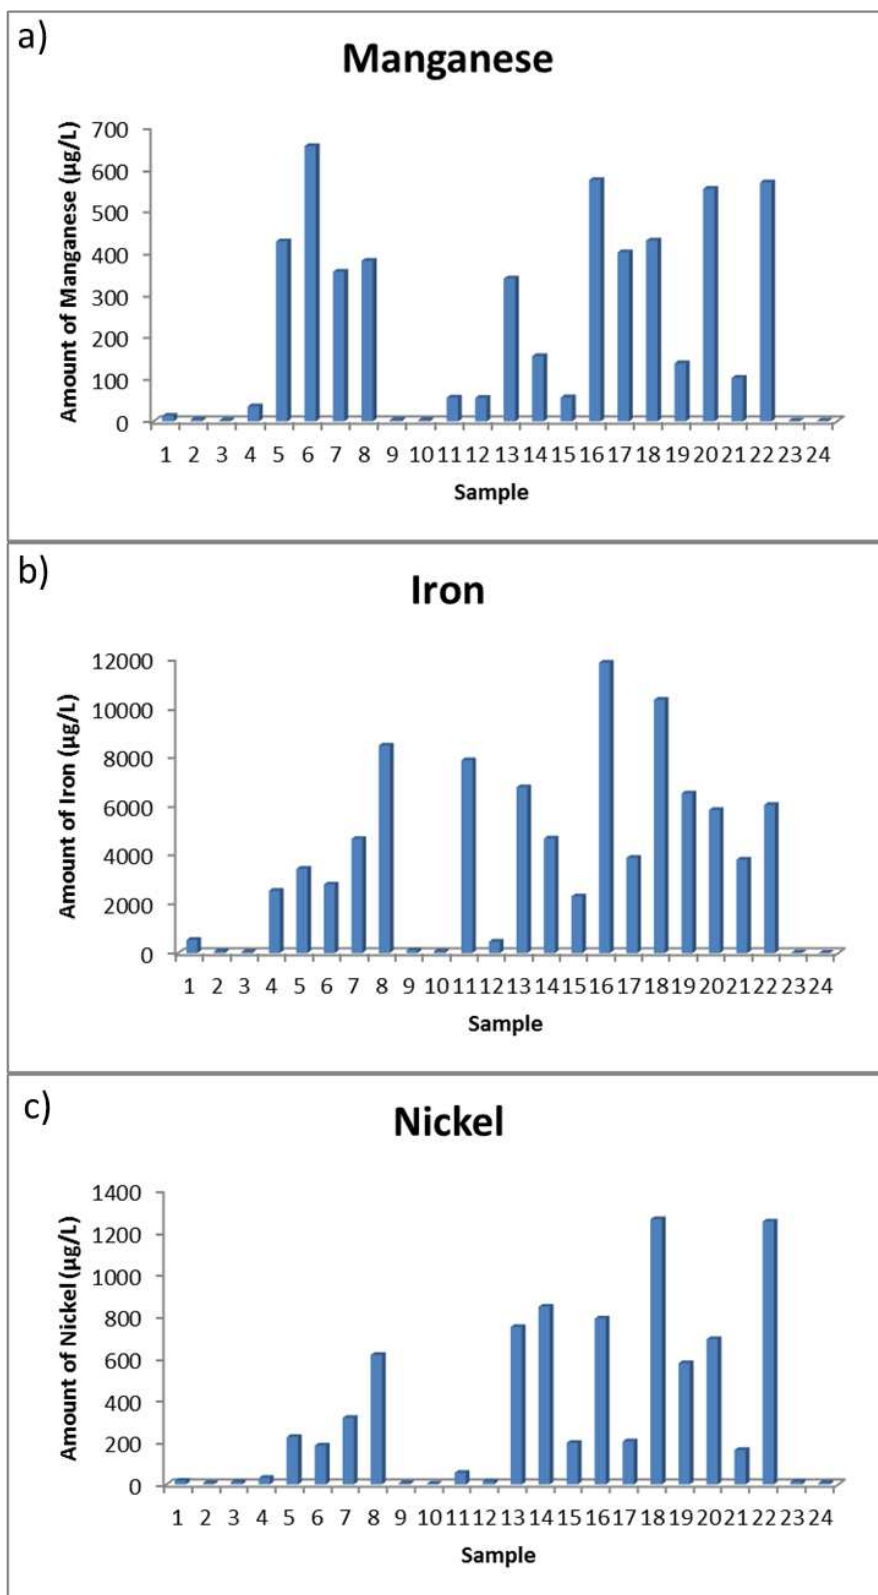 a)
Manganese
Amount of Manganese (µg/L)
700
600
500
400
300
200
100
0
1 2 3 4 5 6 7 8 9 10 11 12 13 14 15 16 17 18 19 20 21 22 23 24
Sample
b)
Iron
Amount of Iron (µg/L)
12000
10000
8000
6000
4000
2000
0
1 2 3 4 5 6 7 8 9 10 11 12 13 14 15 16 17 18 19 20 21 22 23 24
Sample
c)
Nickel
Amount of Nickel (µg/L)
1400
1200
1000
800
600
400
200
0
1 2 3 4 5 6 7 8 9 10 11 12 13 14 15 16 17 18 19 20 21 22 23 24
Sample